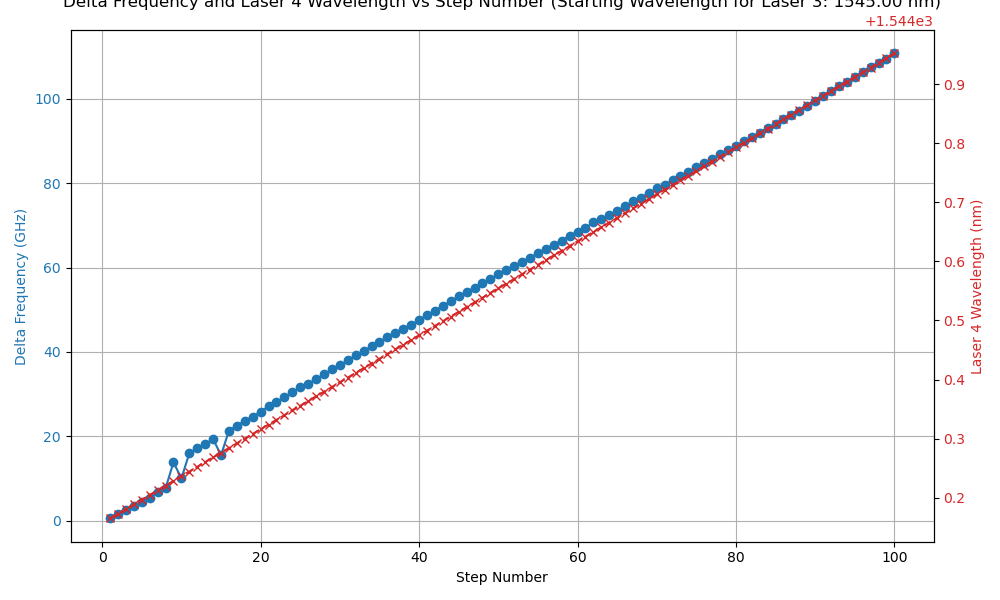 Delta Frequency and Laser 4 Wavelength vs Step Number (Starting Wavelength for Laser 3: 1545.00 nm)
+1.544e3
100
80
60
40
20
0
Delta Frequency (GHz)
0.9
0.8
0.7
0.6
0.5
0.4
0.3
0.2
Laser 4 Wavelength (nm)
0 20 40 60 80 100
Step Number